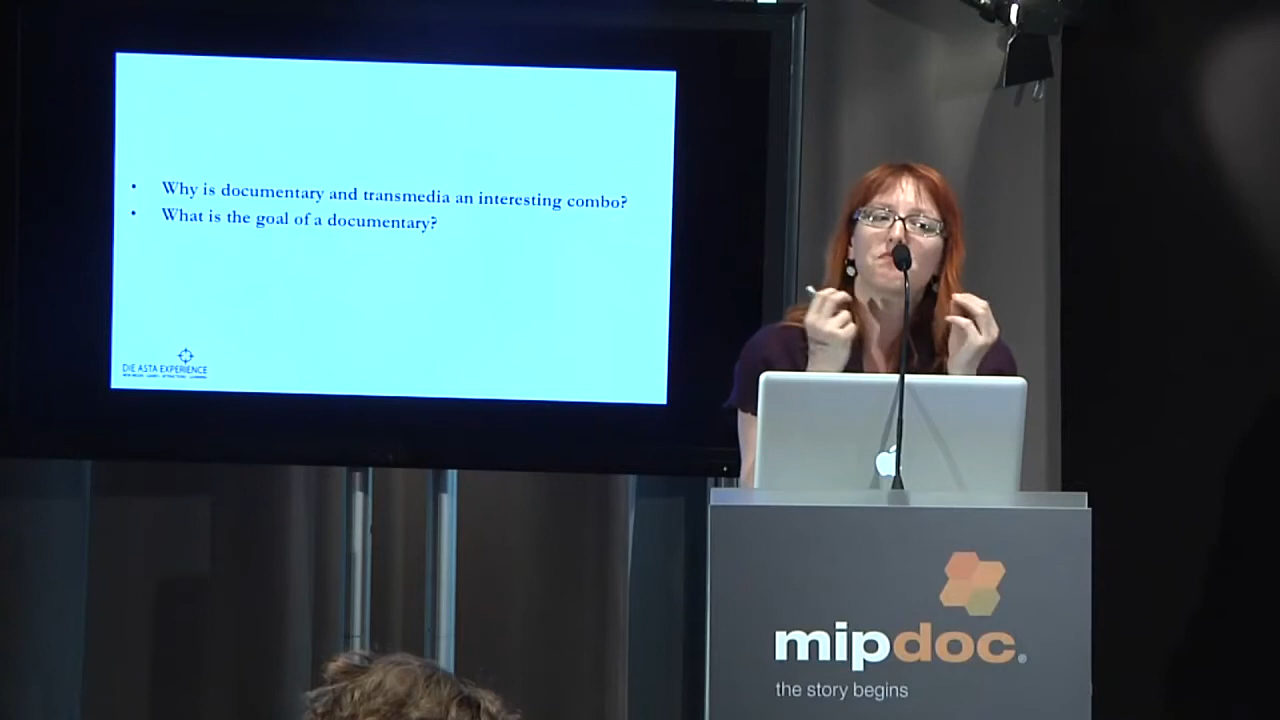 • Why is documentary and transmedia an interesting combo?
• What is the goal of a documentary?
DIE ASTA EXPERIENCE
mipdoc®
the story begins